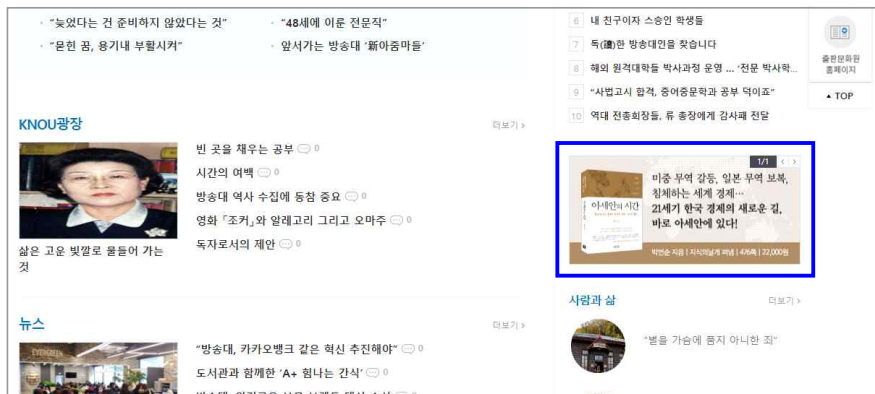 · “늦었다는 건 준비하지 않았다는 것”
· “48세에 이룬 전문직”
· “묻힌 꿈, 용기내 부활시켜”
· 앞서가는 방송대 ‘新아줌마들’
6 내 친구이자 스승인 학생들
7 독(讀)한 방송대인을 찾습니다
8 해외 원격대학들 박사과정 운영 … ‘전문 박사학...
9 “사법고시 합격, 중어중문학과 공부 덕이죠”
10 역대 전총회장들, 류 총장에게 감사패 전달
출판문화원
홈페이지
▲ TOP
KNOU광장
더보기 >
빈 곳을 채우는 공부 0
시간의 여백 0
방송대 역사 수집에 동참 중요 0
영화 「조커」와 알레고리 그리고 오마주 0
독자로서의 제안 0
삶은 고운 빛깔로 물들어 가는
것
1/1 < >
아세안의 시간
미중 무역 갈등, 일본 무역 보복,
침체하는 세계 경제…
21세기 한국 경제의 새로운 길,
바로 아세안에 있다!
박번순 지음 | 지식의날개 펴냄 | 476쪽 | 22,000원
사람과 삶
더보기 >
“별을 가슴에 품지 아니한 죄”
뉴스
더보기 >
EVERGREEN
“방송대, 카카오뱅크 같은 혁신 추진해야” 0
도서관과 함께한 ‘A+ 힘나는 간식’ 0